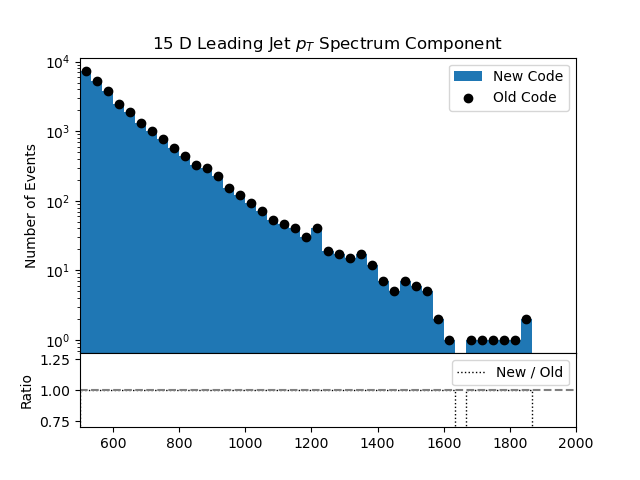 15 D Leading Jet $p_T$ Spectrum Component
New Code
Old Code
Number of Events
10⁴
10³
10²
10¹
10⁰
Ratio
1.25
1.00
0.75
New / Old
600 800 1000 1200 1400 1600 1800 2000